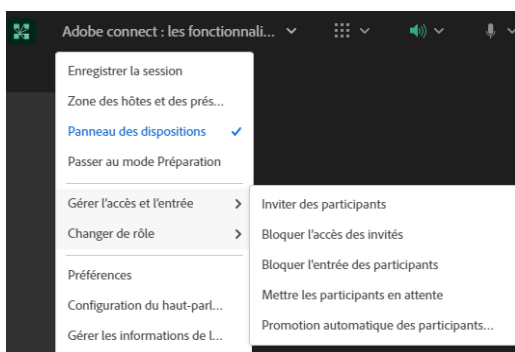 Adobe connect : les fonctionnali...
Enregistrer la session
Zone des hôtes et des prés...
Panneau des dispositions
Passer au mode Préparation
Gérer l'accès et l'entrée
Changer de rôle
Préférences
Configuration du haut-parl...
Gérer les informations de l...
Inviter des participants
Bloquer l'accès des invités
Bloquer l'entrée des participants
Mettre les participants en attente
Promotion automatique des participants...